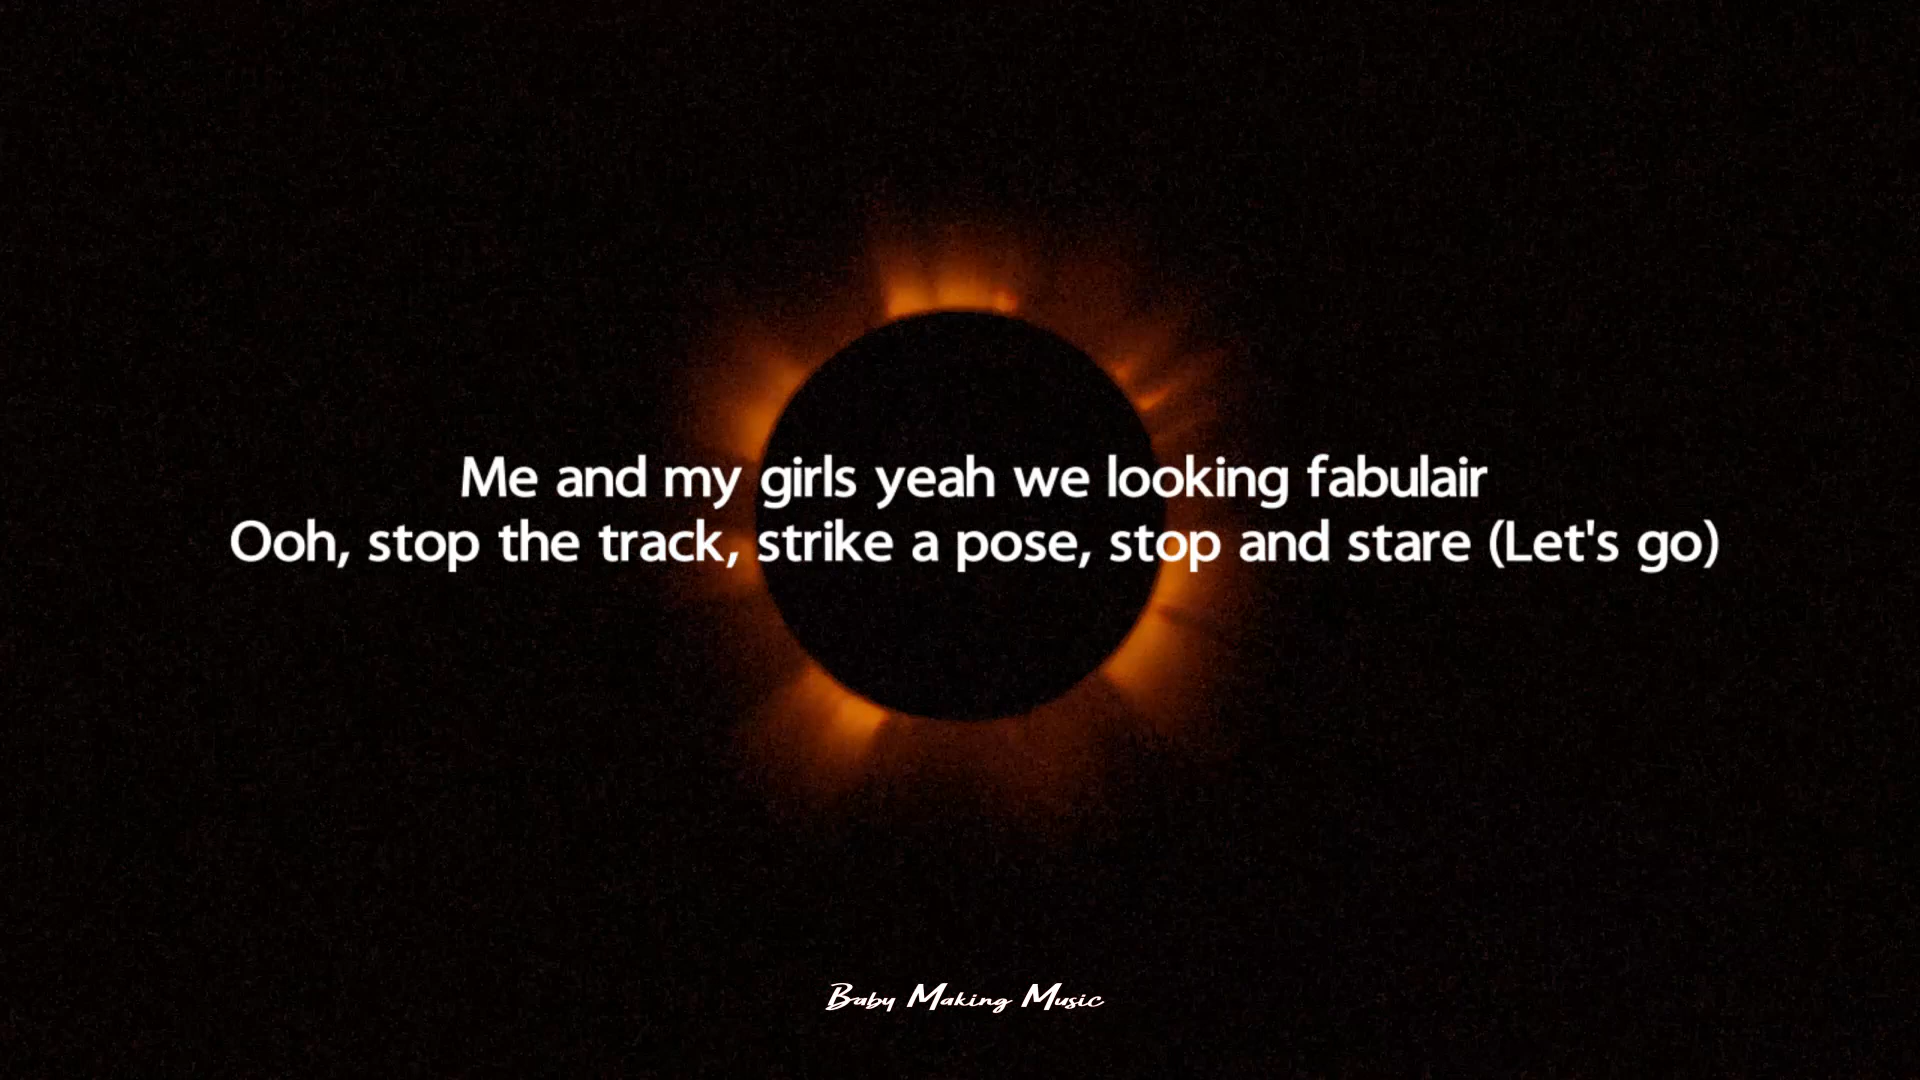 Me and my girls yeah we looking fabulair
Ooh, stop the track, strike a pose, stop and stare (Let's go)
Baby Making Music